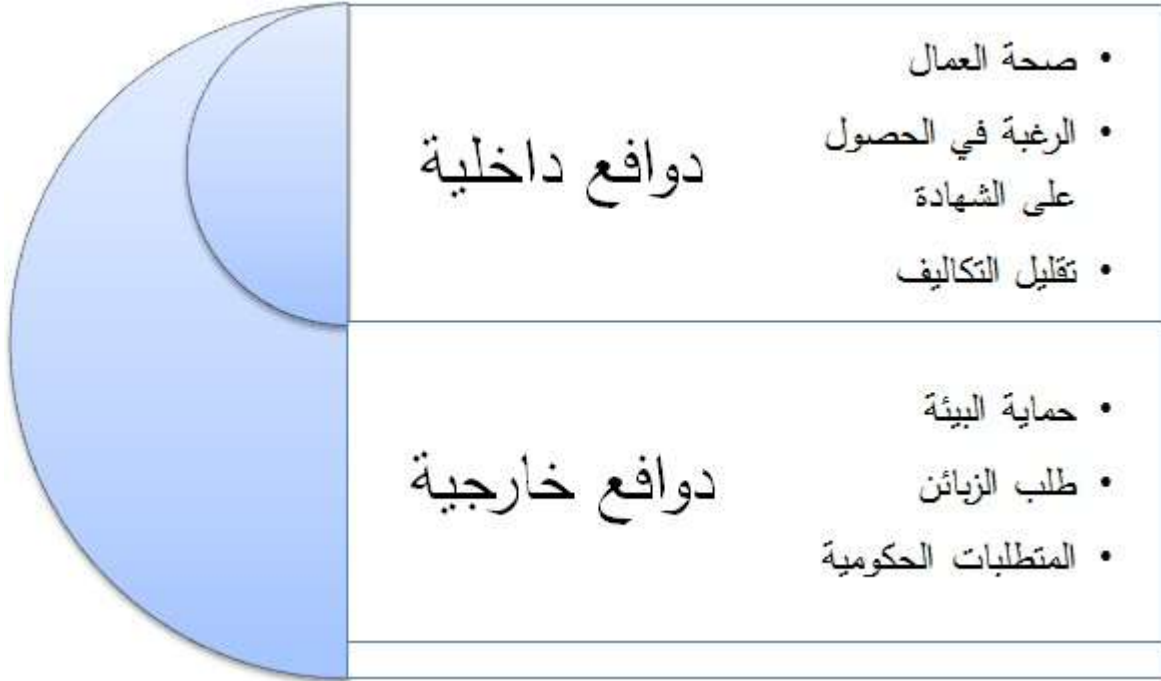 دوافع داخلية
• صحة العمال
• الرغبة في الحصول
على الشهادة
• تقليل التكاليف
دوافع خارجية
• حماية البيئة
• طلب الزبائن
• المتطلبات الحكومية